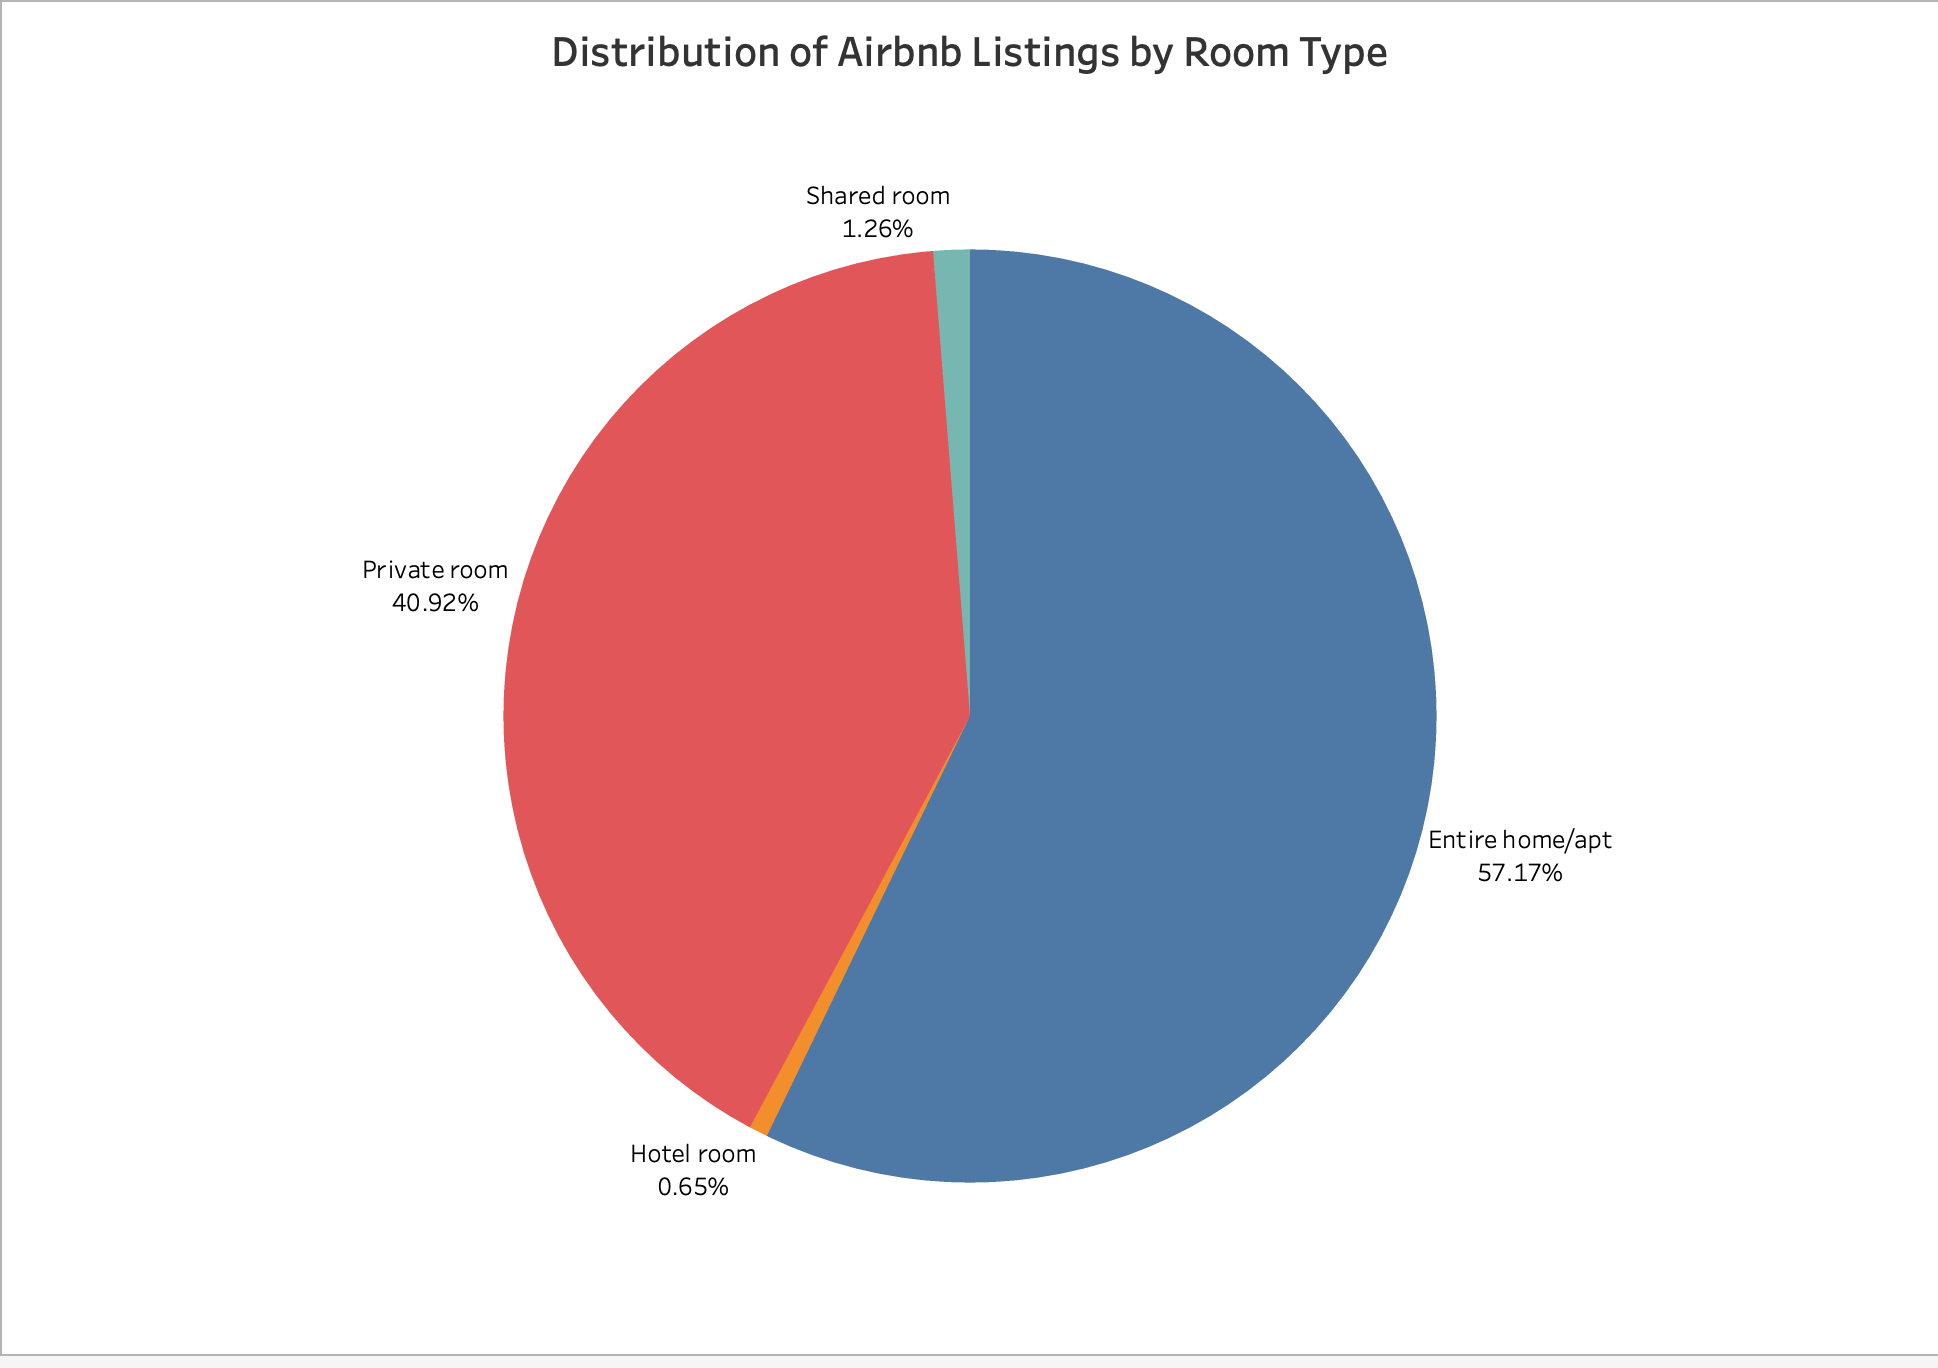 Distribution of Airbnb Listings by Room Type
Shared room
1.26%
Private room
40.92%
Entire home/apt
57.17%
Hotel room
0.65%